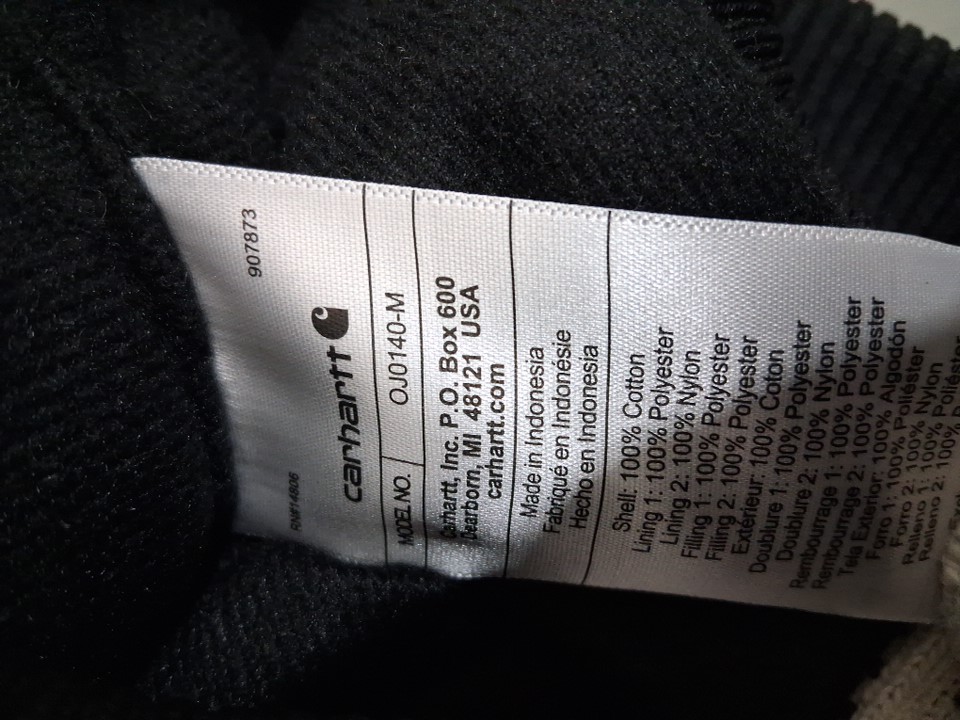 RN#14806 907873
carhartt
MODEL NO. OJ0140-M
Carhartt, Inc. P.O. Box 600
Dearborn, MI 48121 USA
carhartt.com
Made in Indonesia
Fabriqué en Indonésie
Hecho en Indonesia
Shell: 100% Cotton
Lining 1: 100% Polyester
Lining 2: 100% Nylon
Filling 1: 100% Polyester
Filling 2: 100% Polyester
Extérieur: 100% Coton
Doublure 1: 100% Polyester
Doublure 2: 100% Nylon
Rembourrage 1: 100% Polyester
Rembourrage 2: 100% Polyester
Tela Exterior: 100% Algodón
Forro 1: 100% Poliéster
Forro 2: 100% Nylon
Relleno 1: 100% Poliéster
Relleno 2: 100%